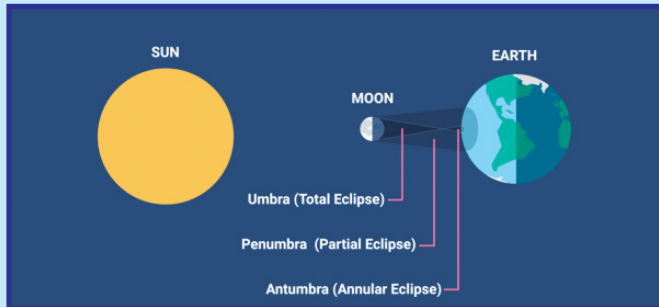 SUN
EARTH
MOON
Umbra (Total Eclipse)
Penumbra (Partial Eclipse)
Antumbra (Annular Eclipse)